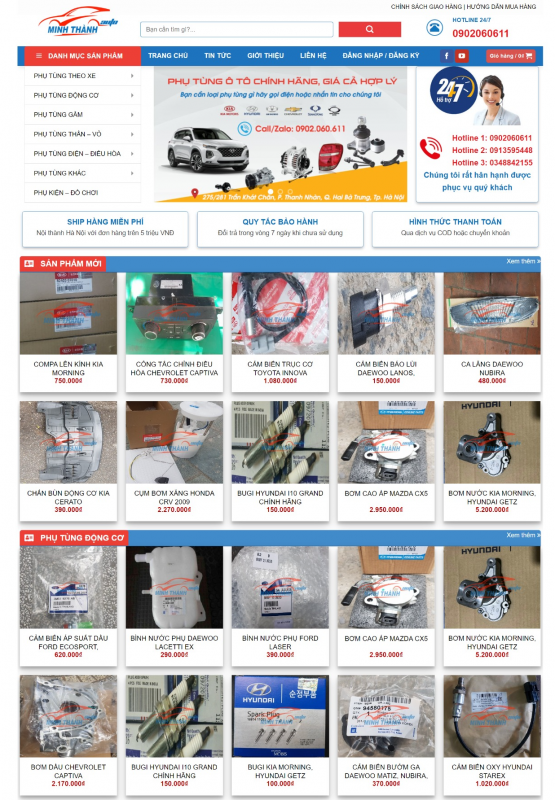 CHÍNH SÁCH GIAO HÀNG | HƯỚNG DẪN MUA HÀNG
MINH THÀNH auto
Bạn cần tìm gì?...
HOTLINE 24/7
0902060611
DANH MỤC SẢN PHẨM
TRANG CHỦ
TIN TỨC
GIỚI THIỆU
LIÊN HỆ
ĐĂNG NHẬP / ĐĂNG KÝ
Giỏ hàng / 0₫
PHỤ TÙNG THEO XE
PHỤ TÙNG ĐỘNG CƠ
PHỤ TÙNG GẦM
PHỤ TÙNG THÂN – VỎ
PHỤ TÙNG ĐIỆN – ĐIỀU HÒA
PHỤ TÙNG KHÁC
PHỤ KIỆN – ĐỒ CHƠI
PHỤ TÙNG Ô TÔ CHÍNH HÃNG, GIÁ CẢ HỢP LÝ
Bạn cần loại phụ tùng gì hãy gọi điện hoặc nhắn tin cho chúng tôi
Call/Zalo: 0902.060.611
275/281 Trần Khát Chân, P. Thanh Nhàn, Q. Hai Bà Trưng, Tp. Hà Nội
24/7
Hỗ trợ
Hotline 1: 0902060611
Hotline 2: 0913595448
Hotline 3: 0348842155
Chúng tôi rất hân hạnh được
phục vụ quý khách
SHIP HÀNG MIỄN PHÍ
Nội thành Hà Nội với đơn hàng trên 5 triệu VNĐ
QUY TẮC BẢO HÀNH
Đổi trả trong vòng 7 ngày khi chưa sử dụng
HÌNH THỨC THANH TOÁN
Qua dịch vụ COD hoặc chuyển khoản
SẢN PHẨM MỚI
Xem thêm »
COMPA LÊN KÍNH KIA
MORNING
750.000₫
CÔNG TẮC CHỈNH ĐIỀU
HÒA CHEVROLET CAPTIVA
730.000₫
CẢM BIẾN TRỤC CƠ
TOYOTA INNOVA
1.080.000₫
CẢM BIẾN BÁO LÙI
DAEWOO LANOS,
150.000₫
CA LĂNG DAEWOO
NUBIRA
480.000₫
CHẮN BÙN ĐỘNG CƠ KIA
CERATO
390.000₫
CỤM BƠM XĂNG HONDA
CRV 2009
2.270.000₫
BUGI HYUNDAI I10 GRAND
CHÍNH HÃNG
150.000₫
BƠM CAO ÁP MAZDA CX5
2.950.000₫
BƠM NƯỚC KIA MORNING,
HYUNDAI GETZ
5.200.000₫
PHỤ TÙNG ĐỘNG CƠ
Xem thêm »
CẢM BIẾN ÁP SUẤT DẦU
FORD ECOSPORT,
620.000₫
BÌNH NƯỚC PHỤ DAEWOO
LACETTI EX
290.000₫
BÌNH NƯỚC PHỤ FORD
LASER
390.000₫
BƠM CAO ÁP MAZDA CX5
2.950.000₫
BƠM NƯỚC KIA MORNING,
HYUNDAI GETZ
5.200.000₫
HYUNDAI
Spark Plug
94580175
BƠM DẦU CHEVROLET
CAPTIVA
2.170.000₫
BUGI HYUNDAI I10 GRAND
CHÍNH HÃNG
150.000₫
BUGI KIA MORNING,
HYUNDAI GETZ
100.000₫
CẢM BIẾN BƯỚM GA
DAEWOO MATIZ, NUBIRA,
370.000₫
CẢM BIẾN OXY HYUNDAI
STAREX
1.020.000₫